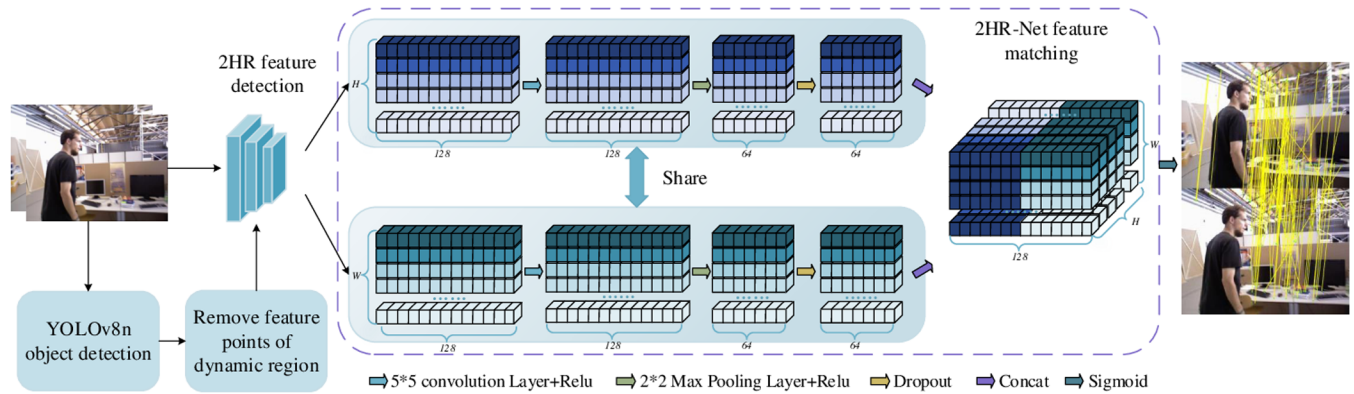 2HR feature
detection
2HR-Net feature
matching
H
128
128
64
64
Share
W
128
128
64
64
W
H
128
YOLOv8n
object detection
Remove feature
points of
dynamic region
5*5 convolution Layer+Relu
2*2 Max Pooling Layer+Relu
Dropout
Concat
Sigmoid